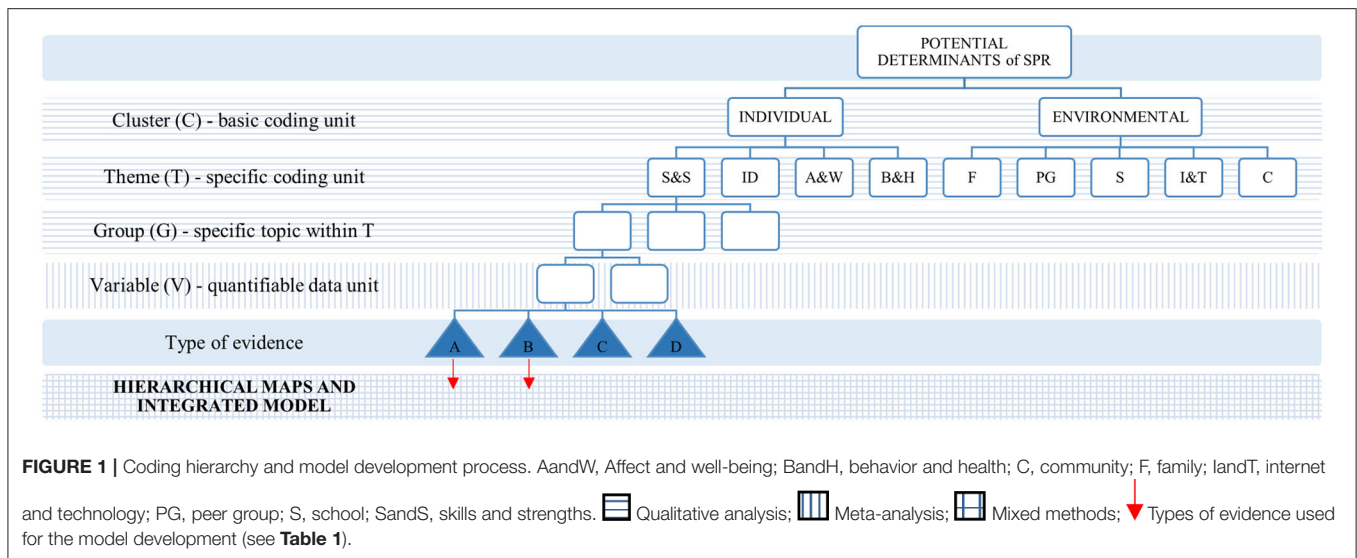 POTENTIAL
DETERMINANTS of SPR
Cluster (C) - basic coding unit
INDIVIDUAL
ENVIRONMENTAL
Theme (T) - specific coding unit
S&S
ID
A&W
B&H
F
PG
S
I&T
C
Group (G) - specific topic within T
Variable (V) - quantifiable data unit
Type of evidence
A
B
C
D
HIERARCHICAL MAPS AND
INTEGRATED MODEL
FIGURE 1 | Coding hierarchy and model development process. AandW, Affect and well-being; BandH, behavior and health; C, community; F, family; IandT, internet
and technology; PG, peer group; S, school; SandS, skills and strengths. Qualitative analysis; Meta-analysis; Mixed methods; Types of evidence used
for the model development (see Table 1).